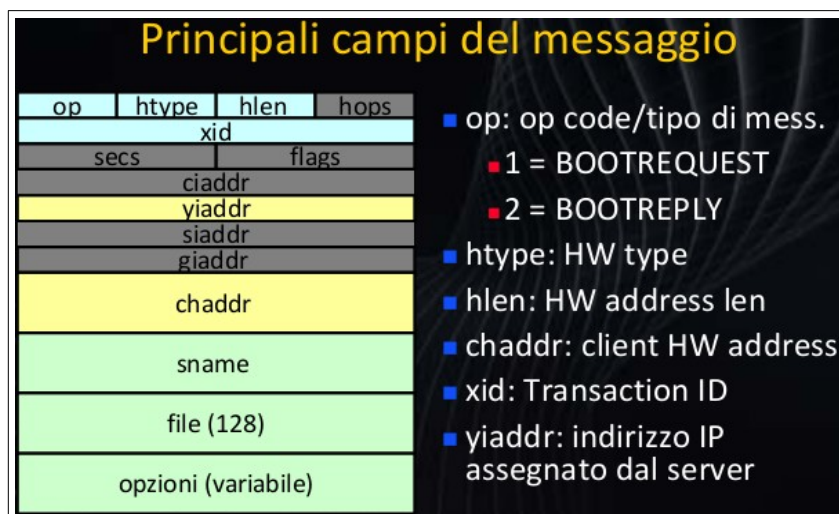 Principali campi del messaggio
op htype hlen hops
xid
secs flags
ciaddr
yiaddr
siaddr
giaddr
chaddr
sname
file (128)
opzioni (variabile)
op: op code/tipo di mess.
1 = BOOTREQUEST
2 = BOOTREPLY
htype: HW type
hlen: HW address len
chaddr: client HW address
xid: Transaction ID
yiaddr: indirizzo IP
assegnato dal server